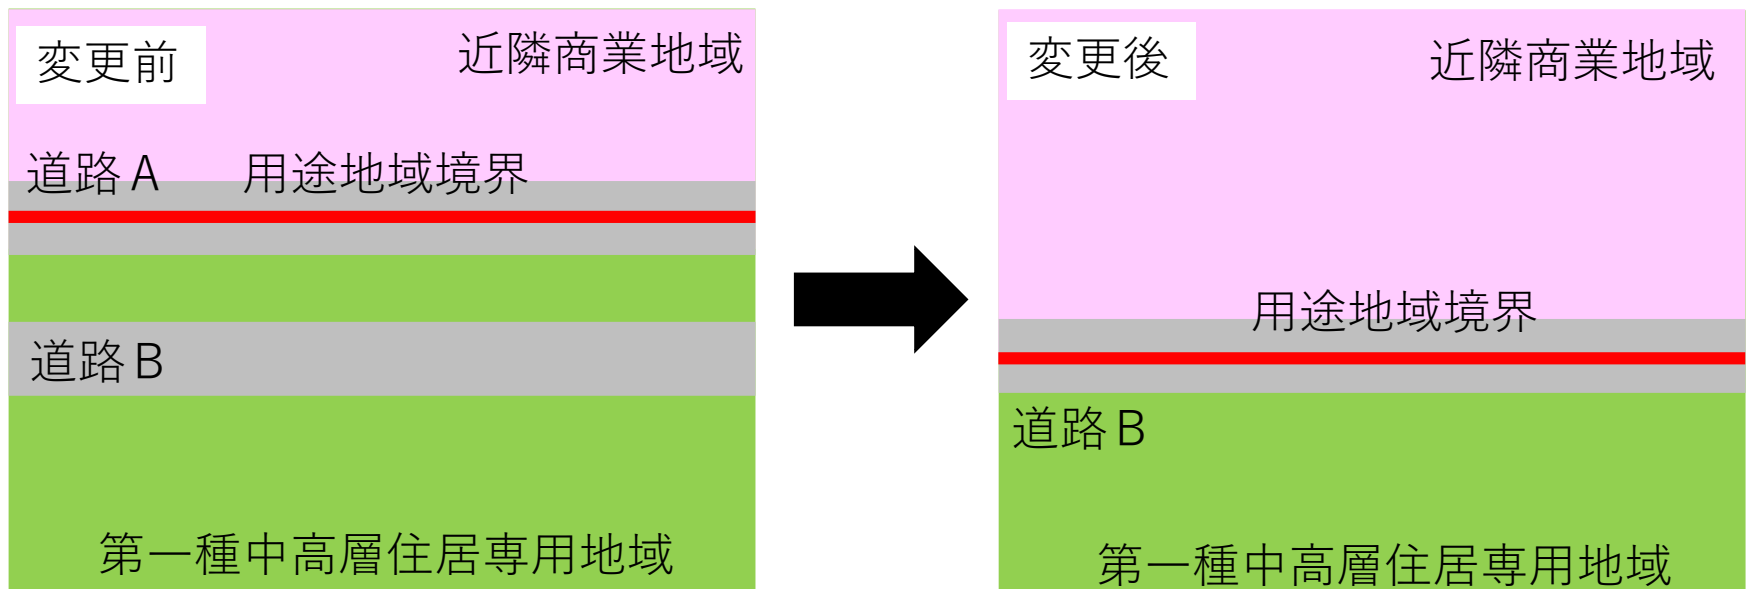 変更前
近隣商業地域
道路A
用途地域境界
道路B
第一種中高層住居専用地域
変更後
近隣商業地域
用途地域境界
道路B
第一種中高層住居専用地域